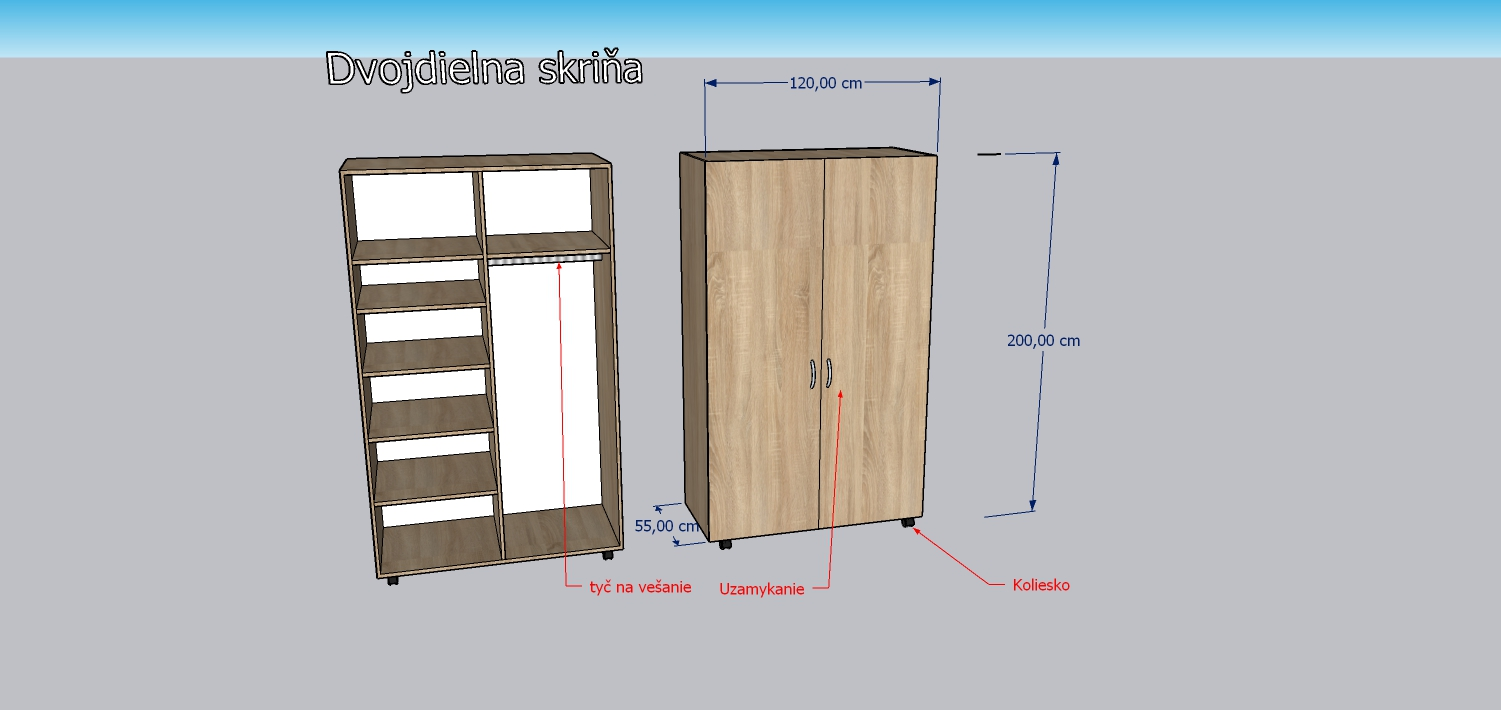 Dvojdielna skriňa
120,00 cm
200,00 cm
55,00 cm
tyč na vešanie
Uzamykanie
Koliesko